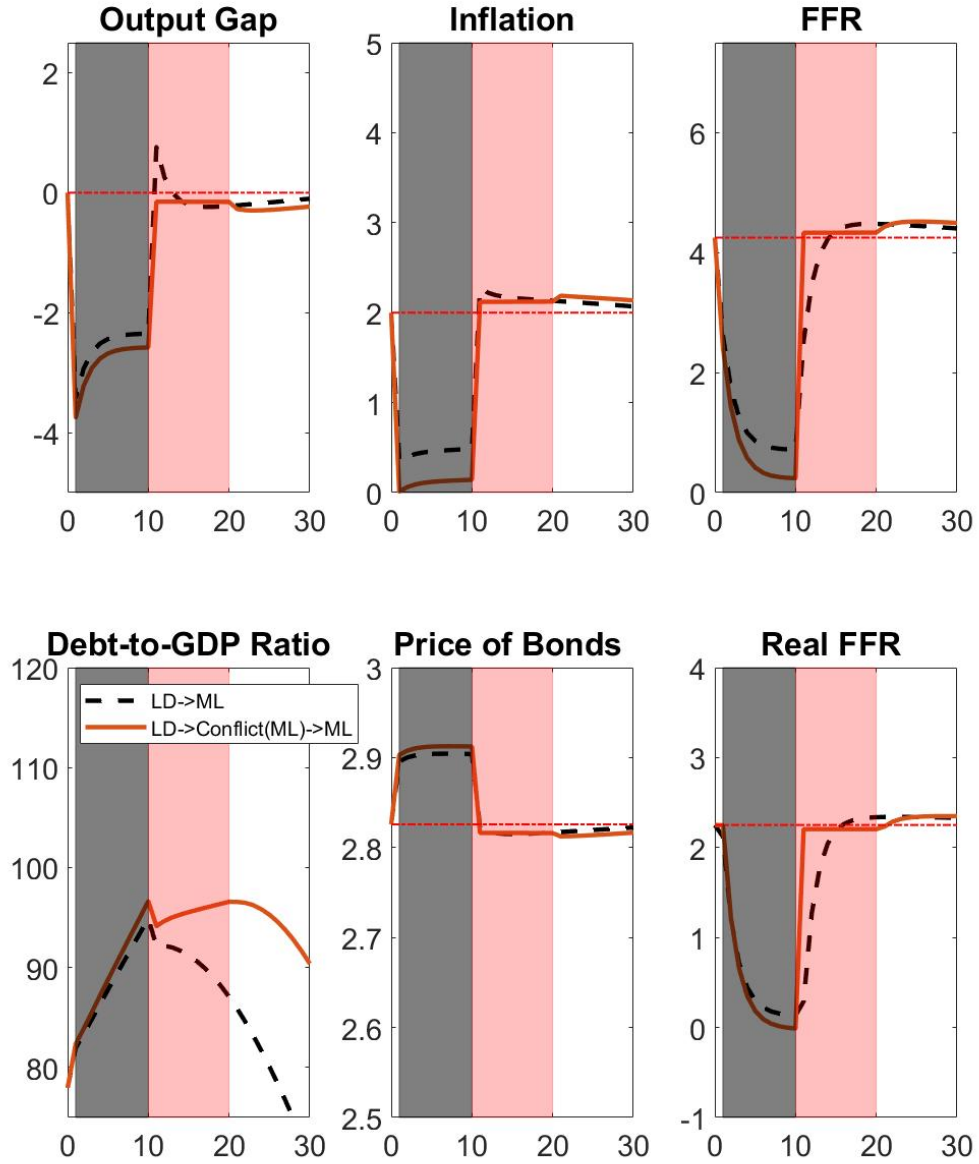 Output Gap
2
0
-2
-4
0 10 20 30
Inflation
5
4
3
2
1
0
0 10 20 30
FFR
6
4
2
0
0 10 20 30
Debt-to-GDP Ratio
120
110
100
90
80
0 10 20 30
LD->ML
LD->Conflict(ML)->ML
Price of Bonds
3
2.9
2.8
2.7
2.6
2.5
0 10 20 30
Real FFR
4
3
2
1
0
-1
0 10 20 30